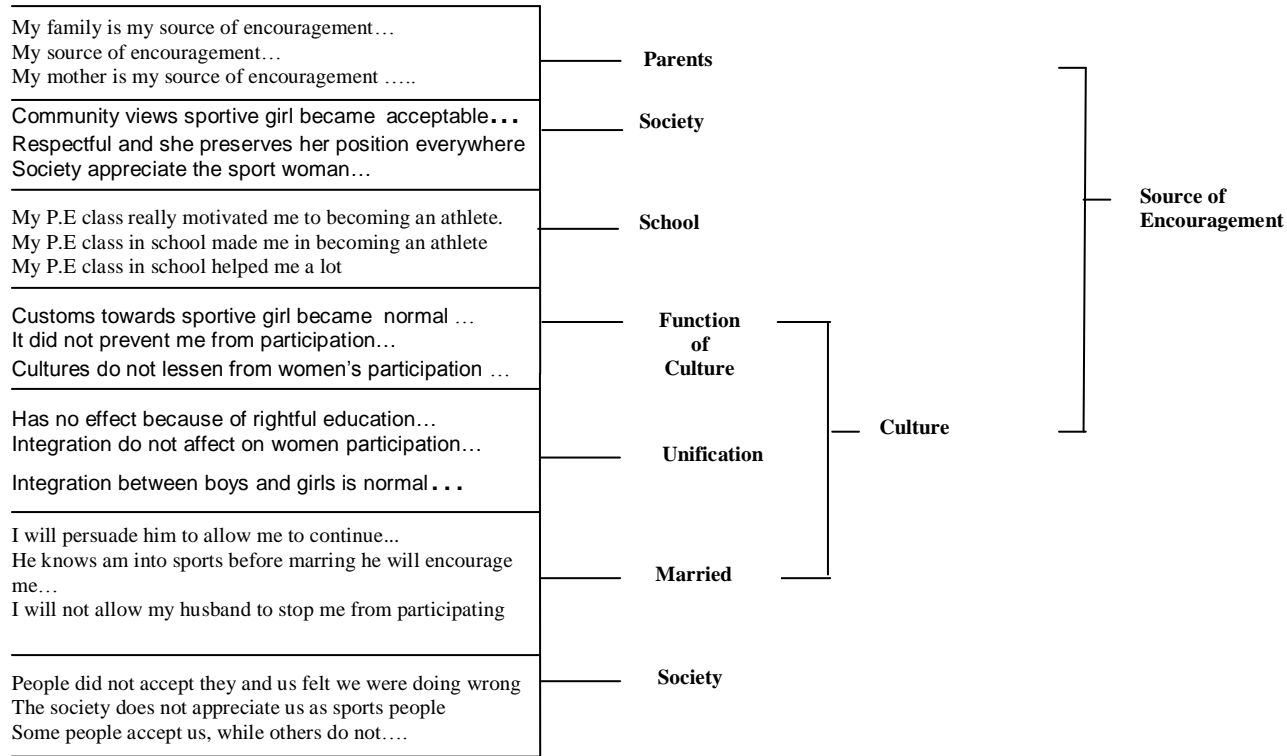 My family is my source of encouragement…
My source of encouragement…
My mother is my source of encouragement …..
Parents
Community views sportive girl became acceptable...
Respectful and she preserves her position everywhere
Society appreciate the sport woman…
Society
My P.E class really motivated me to becoming an athlete.
My P.E class in school made me in becoming an athlete
My P.E class in school helped me a lot
School
Source of
Encouragement
Customs towards sportive girl became normal …
It did not prevent me from participation…
Cultures do not lessen from women’s participation …
Function
of
Culture
Has no effect because of rightful education…
Integration do not affect on women participation…
Integration between boys and girls is normal...
Unification
Culture
I will persuade him to allow me to continue...
He knows am into sports before marring he will encourage
me…
I will not allow my husband to stop me from participating
Married
People did not accept they and us felt we were doing wrong
The society does not appreciate us as sports people
Some people accept us, while others do not….
Society